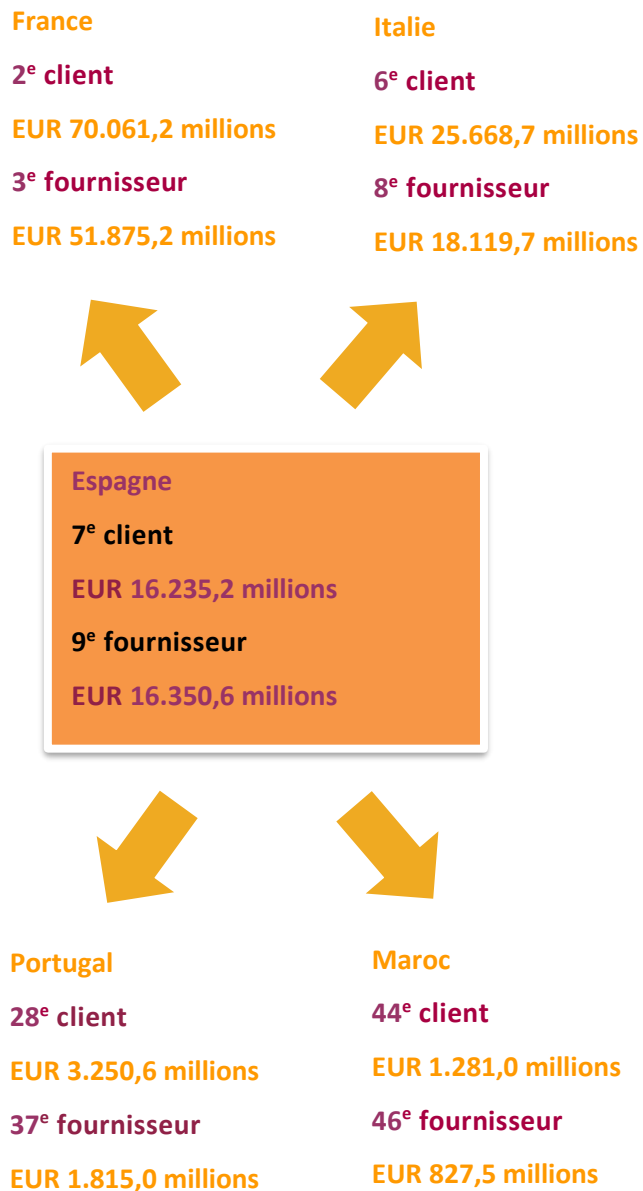 France
2e client
EUR 70.061,2 millions
3e fournisseur
EUR 51.875,2 millions
Italie
6e client
EUR 25.668,7 millions
8e fournisseur
EUR 18.119,7 millions
Espagne
7e client
EUR 16.235,2 millions
9e fournisseur
EUR 16.350,6 millions
Portugal
28e client
EUR 3.250,6 millions
37e fournisseur
EUR 1.815,0 millions
Maroc
44e client
EUR 1.281,0 millions
46e fournisseur
EUR 827,5 millions